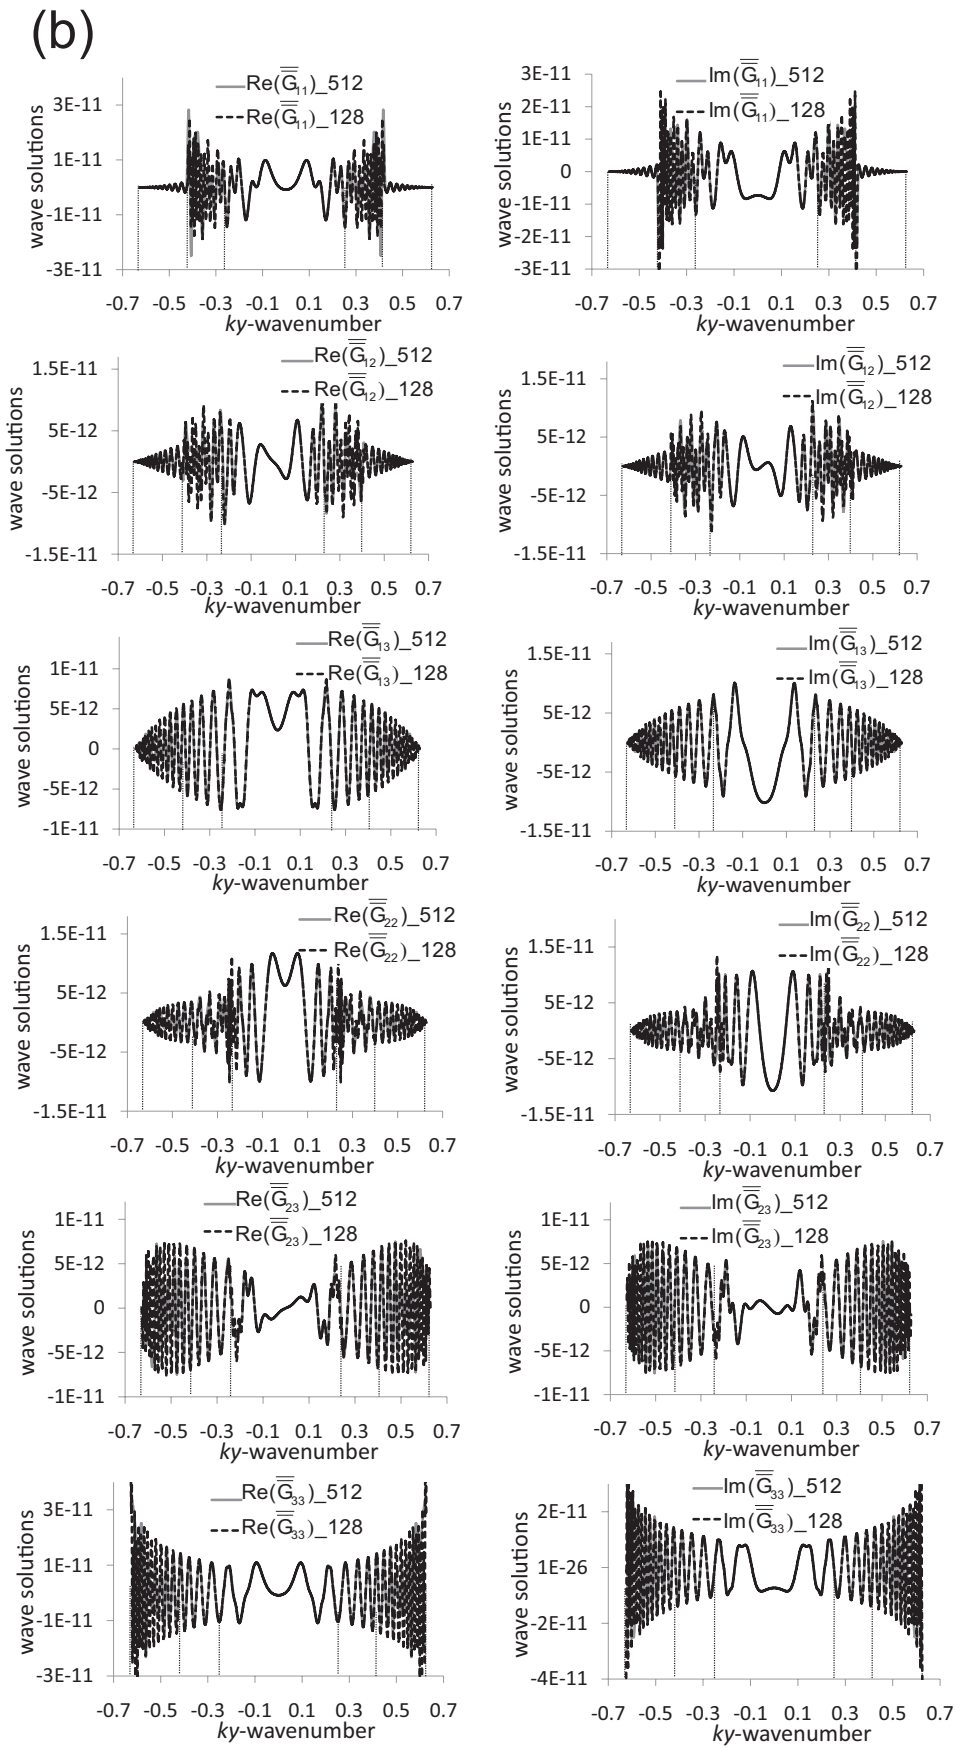 (b)
Re(G̿₁₁)_512
Re(G̿₁₁)_128
wave solutions
3E-11
1E-11
-1E-11
-3E-11
-0.7 -0.5 -0.3 -0.1 0.1 0.3 0.5 0.7
ky-wavenumber
Im(G̿₁₁)_512
Im(G̿₁₁)_128
wave solutions
3E-11
2E-11
1E-11
0
-1E-11
-2E-11
-3E-11
-0.7 -0.5 -0.3 -0.1 0.1 0.3 0.5 0.7
ky-wavenumber
Re(G̿₁₂)_512
Re(G̿₁₂)_128
wave solutions
1.5E-11
5E-12
-5E-12
-1.5E-11
-0.7 -0.5 -0.3 -0.1 0.1 0.3 0.5 0.7
ky-wavenumber
Im(G̿₁₂)_512
Im(G̿₁₂)_128
wave solutions
1.5E-11
5E-12
-5E-12
-1.5E-11
-0.7 -0.5 -0.3 -0.1 0.1 0.3 0.5 0.7
ky-wavenumber
Re(G̿₁₃)_512
Re(G̿₁₃)_128
wave solutions
1E-11
5E-12
0
-5E-12
-1E-11
-0.7 -0.5 -0.3 -0.1 0.1 0.3 0.5 0.7
ky-wavenumber
Im(G̿₁₃)_512
Im(G̿₁₃)_128
wave solutions
1.5E-11
5E-12
-5E-12
-1.5E-11
-0.7 -0.5 -0.3 -0.1 0.1 0.3 0.5 0.7
ky-wavenumber
Re(G̿₂₂)_512
Re(G̿₂₂)_128
wave solutions
1.5E-11
5E-12
-5E-12
-1.5E-11
-0.7 -0.5 -0.3 -0.1 0.1 0.3 0.5 0.7
ky-wavenumber
Im(G̿₂₂)_512
Im(G̿₂₂)_128
wave solutions
1.5E-11
5E-12
-5E-12
-1.5E-11
-0.7 -0.5 -0.3 -0.1 0.1 0.3 0.5 0.7
ky-wavenumber
Re(G̿₂₃)_512
Re(G̿₂₃)_128
wave solutions
1E-11
5E-12
0
-5E-12
-1E-11
-0.7 -0.5 -0.3 -0.1 0.1 0.3 0.5 0.7
ky-wavenumber
Im(G̿₂₃)_512
Im(G̿₂₃)_128
wave solutions
1E-11
5E-12
0
-5E-12
-1E-11
-0.7 -0.5 -0.3 -0.1 0.1 0.3 0.5 0.7
ky-wavenumber
Re(G̿₃₃)_512
Re(G̿₃₃)_128
wave solutions
3E-11
1E-11
-1E-11
-3E-11
-0.7 -0.5 -0.3 -0.1 0.1 0.3 0.5 0.7
ky-wavenumber
Im(G̿₃₃)_512
Im(G̿₃₃)_128
wave solutions
2E-11
1E-26
-2E-11
-4E-11
-0.7 -0.5 -0.3 -0.1 0.1 0.3 0.5 0.7
ky-wavenumber